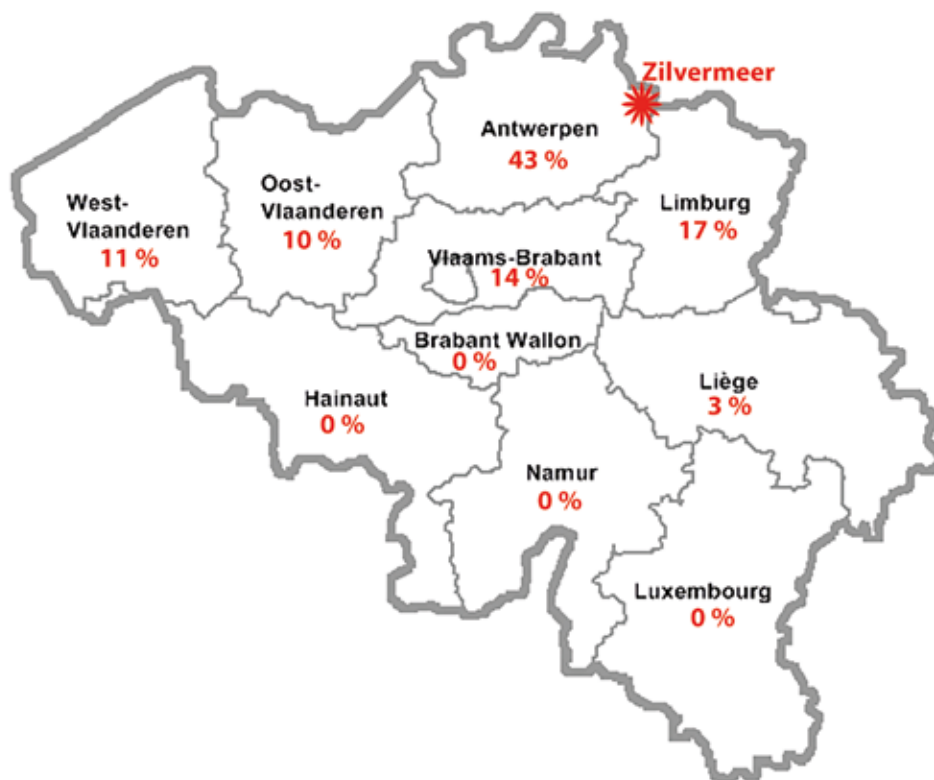 Zilvermeer
Antwerpen
43 %
West-
Vlaanderen
11 %
Oost-
Vlaanderen
10 %
Limburg
17 %
Vlaams-Brabant
14 %
Brabant Wallon
0 %
Hainaut
0 %
Liège
3 %
Namur
0 %
Luxembourg
0 %